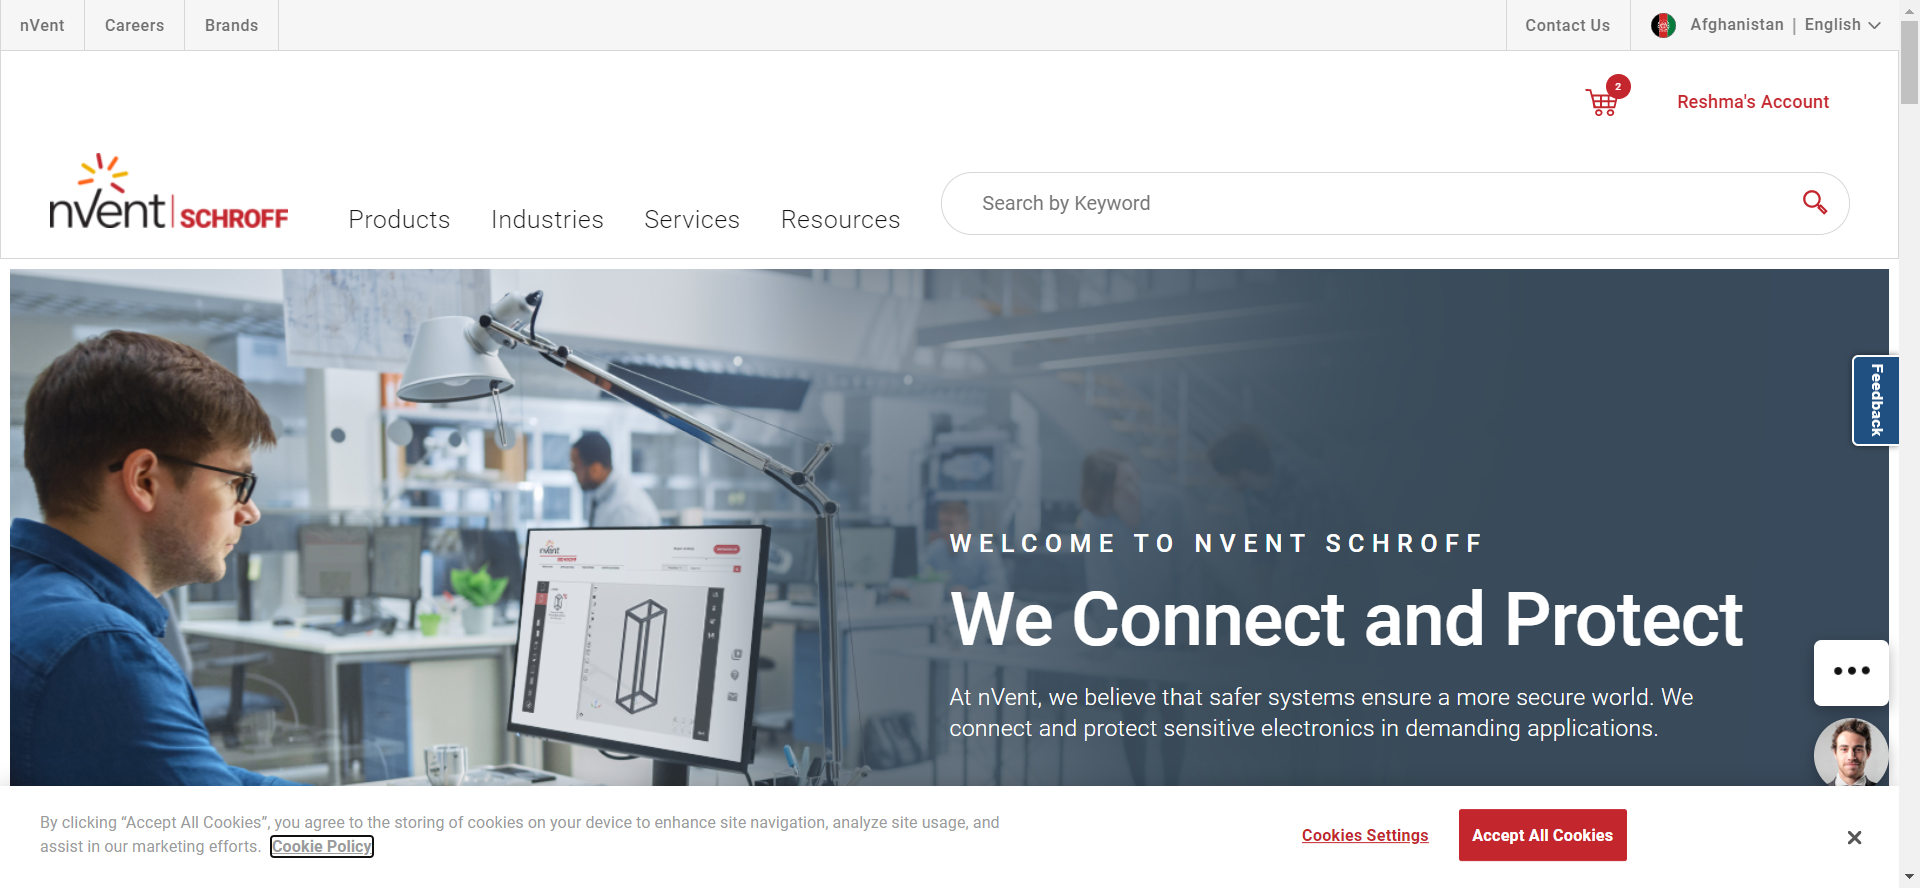 nVent
Careers
Brands
Contact Us
Afghanistan | English
2
Reshma's Account
nVent | SCHROFF
Products
Industries
Services
Resources
Search by Keyword
Feedback
nVent
SCHROFF
WELCOME TO NVENT SCHROFF
We Connect and Protect
At nVent, we believe that safer systems ensure a more secure world. We
connect and protect sensitive electronics in demanding applications.
By clicking “Accept All Cookies”, you agree to the storing of cookies on your device to enhance site navigation, analyze site usage, and
assist in our marketing efforts. Cookie Policy
Cookies Settings
Accept All Cookies